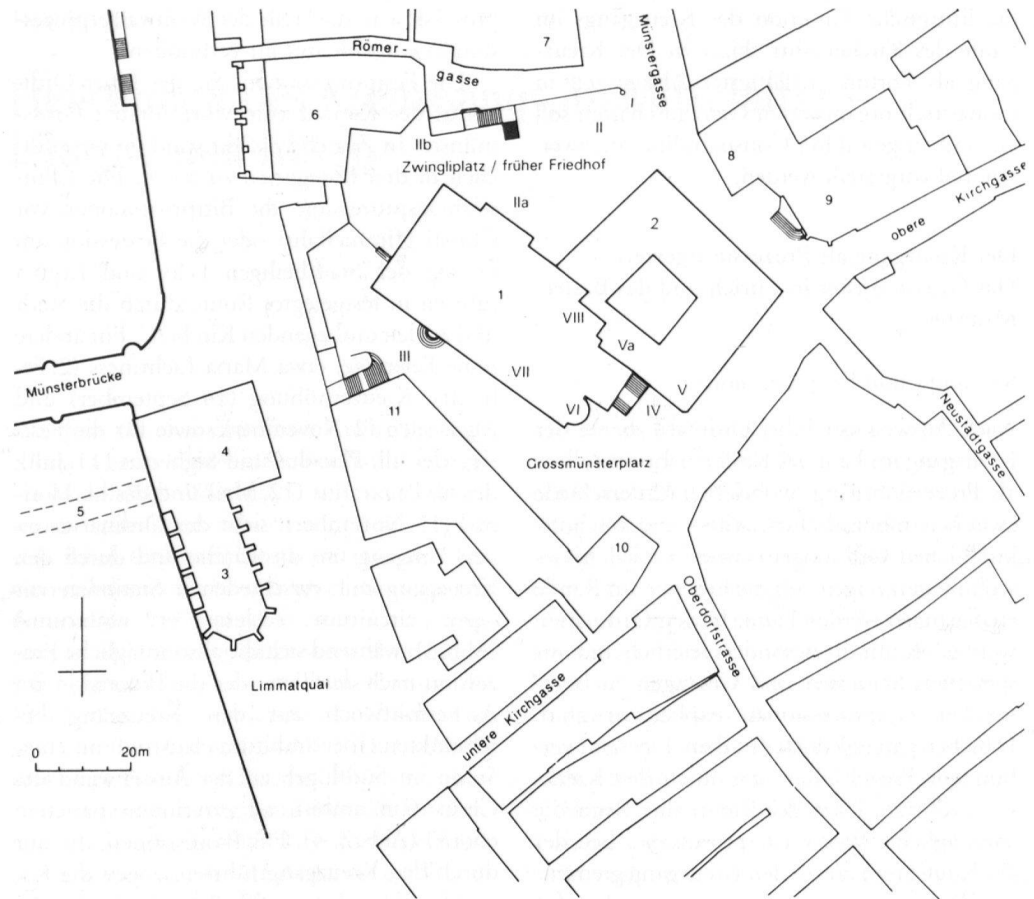 7
Römer-
gasse
Münstergasse
6
I
II
IIb
8
Zwingliplatz / früher Friedhof
9
obere Kirchgasse
IIa
2
1
VIII
Va
III
VII
V
VI
IV
Münsterbrücke
11
4
Grossmünsterplatz
Neustadtgasse
5
3
10
Oberdorfstrasse
Limmatquai
untere Kirchgasse
0 20m